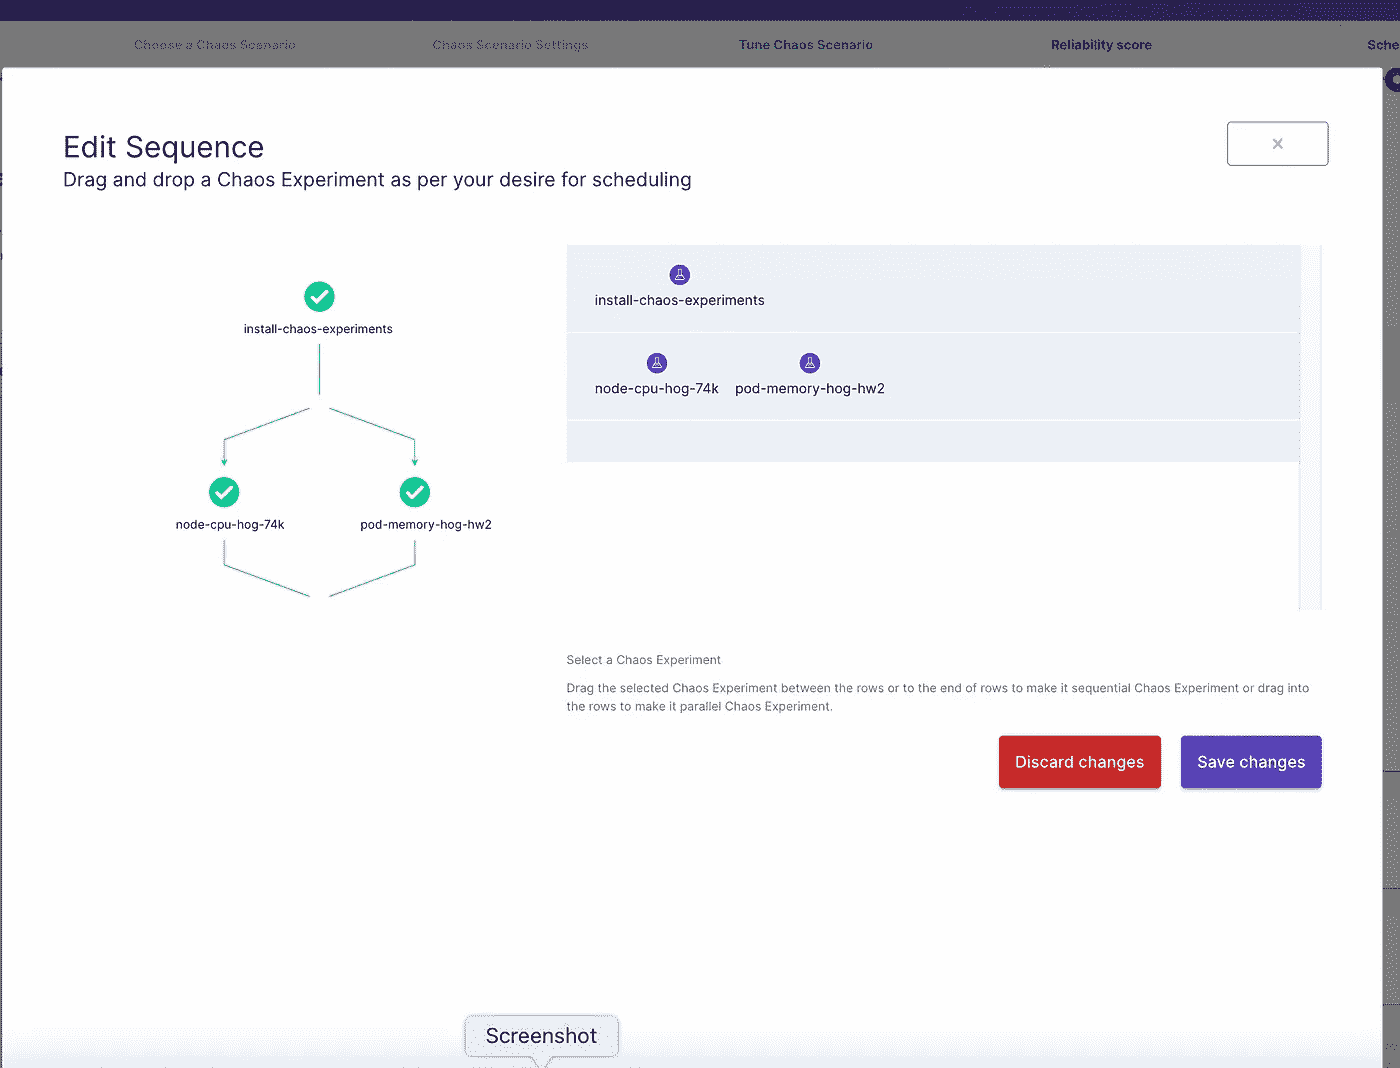 Choose a Chaos Scenario
Chaos Scenario Settings
Tune Chaos Scenario
Reliability score
Sche
Edit Sequence
Drag and drop a Chaos Experiment as per your desire for scheduling
install-chaos-experiments
node-cpu-hog-74k
pod-memory-hog-hw2
install-chaos-experiments
node-cpu-hog-74k
pod-memory-hog-hw2
Select a Chaos Experiment
Drag the selected Chaos Experiment between the rows or to the end of rows to make it sequential Chaos Experiment or drag into
the rows to make it parallel Chaos Experiment.
Discard changes
Save changes
Screenshot